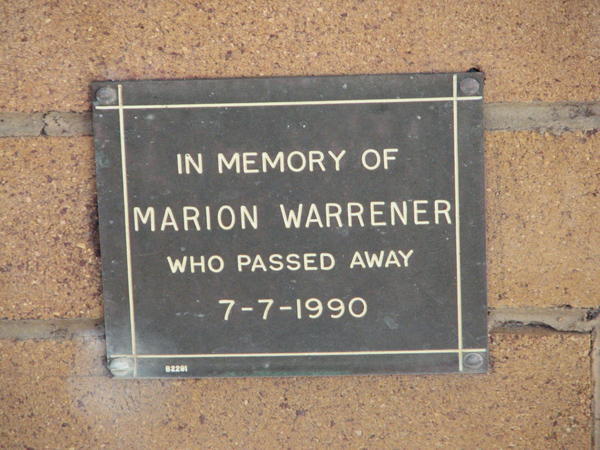 IN MEMORY OF
MARION WARRENER
WHO PASSED AWAY
7-7-1990
B2281